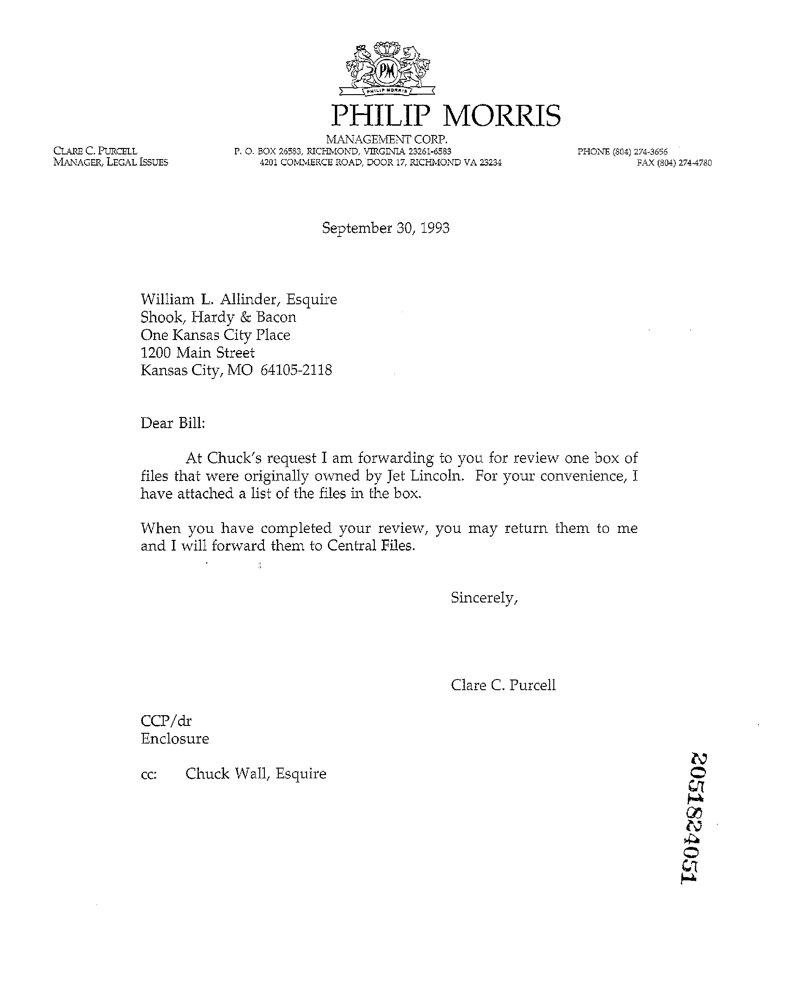 PM
PHILIP MORRIS
PHILIP MORRIS
MANAGEMENT CORP.
CLARE C. PURCELL
MANAGER, LEGAL ISSUES
P. O. BOX 26583, RICHMOND, VIRGINIA 23261-6583
4201 COMMERCE ROAD, DOOR 17, RICHMOND VA 23234
PHONE (804) 274-3656
FAX (804) 274-4780
September 30, 1993
William L. Allinder, Esquire
Shook, Hardy & Bacon
One Kansas City Place
1200 Main Street
Kansas City, MO 64105-2118
Dear Bill:
At Chuck's request I am forwarding to you for review one box of
files that were originally owned by Jet Lincoln. For your convenience, I
have attached a list of the files in the box.
When you have completed your review, you may return them to me
and I will forward them to Central Files.
Sincerely,
Clare C. Purcell
CCP/dr
Enclosure
cc: Chuck Wall, Esquire
2051824051